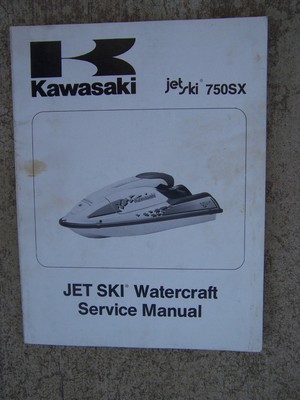 Kawasaki
jet ski® 750SX
JET SKI® Watercraft
Service Manual